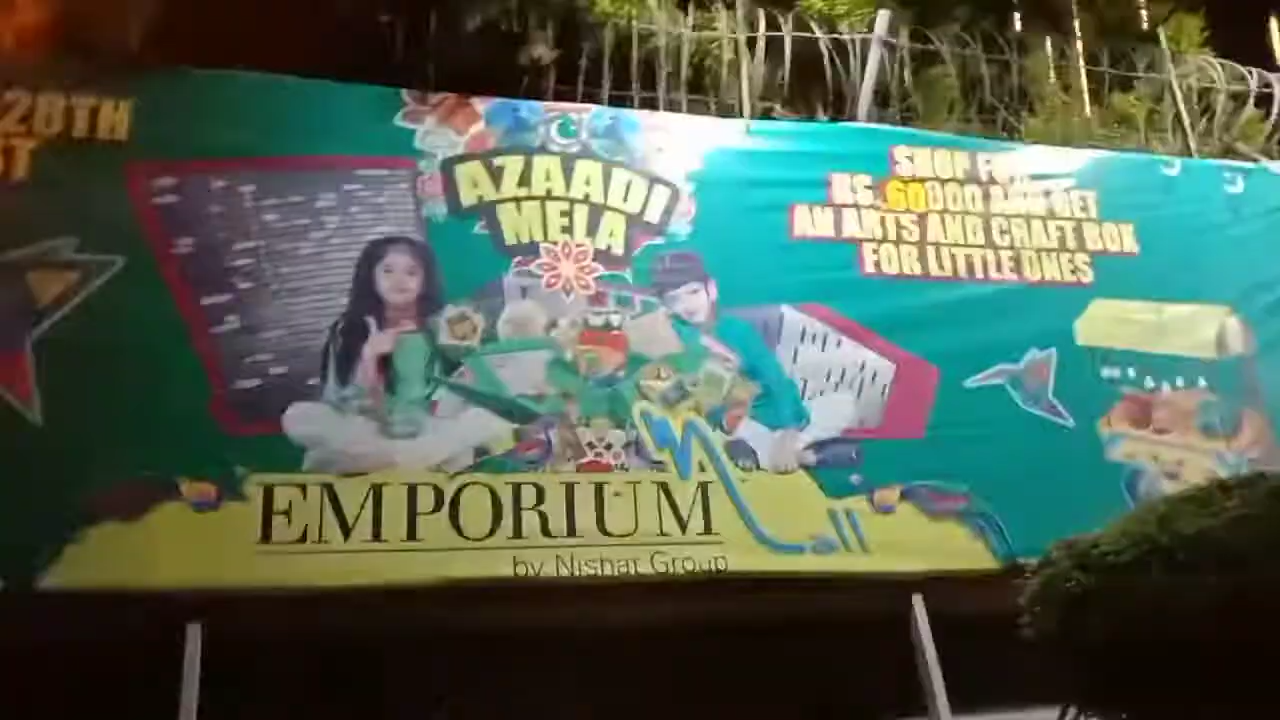 28TH
AZAADI
MELA
SHOP FOR
RS.60000 AND GET
AN ARTS AND CRAFT BOX
FOR LITTLE ONES
EMPORIUM Mall
by Nishat Group